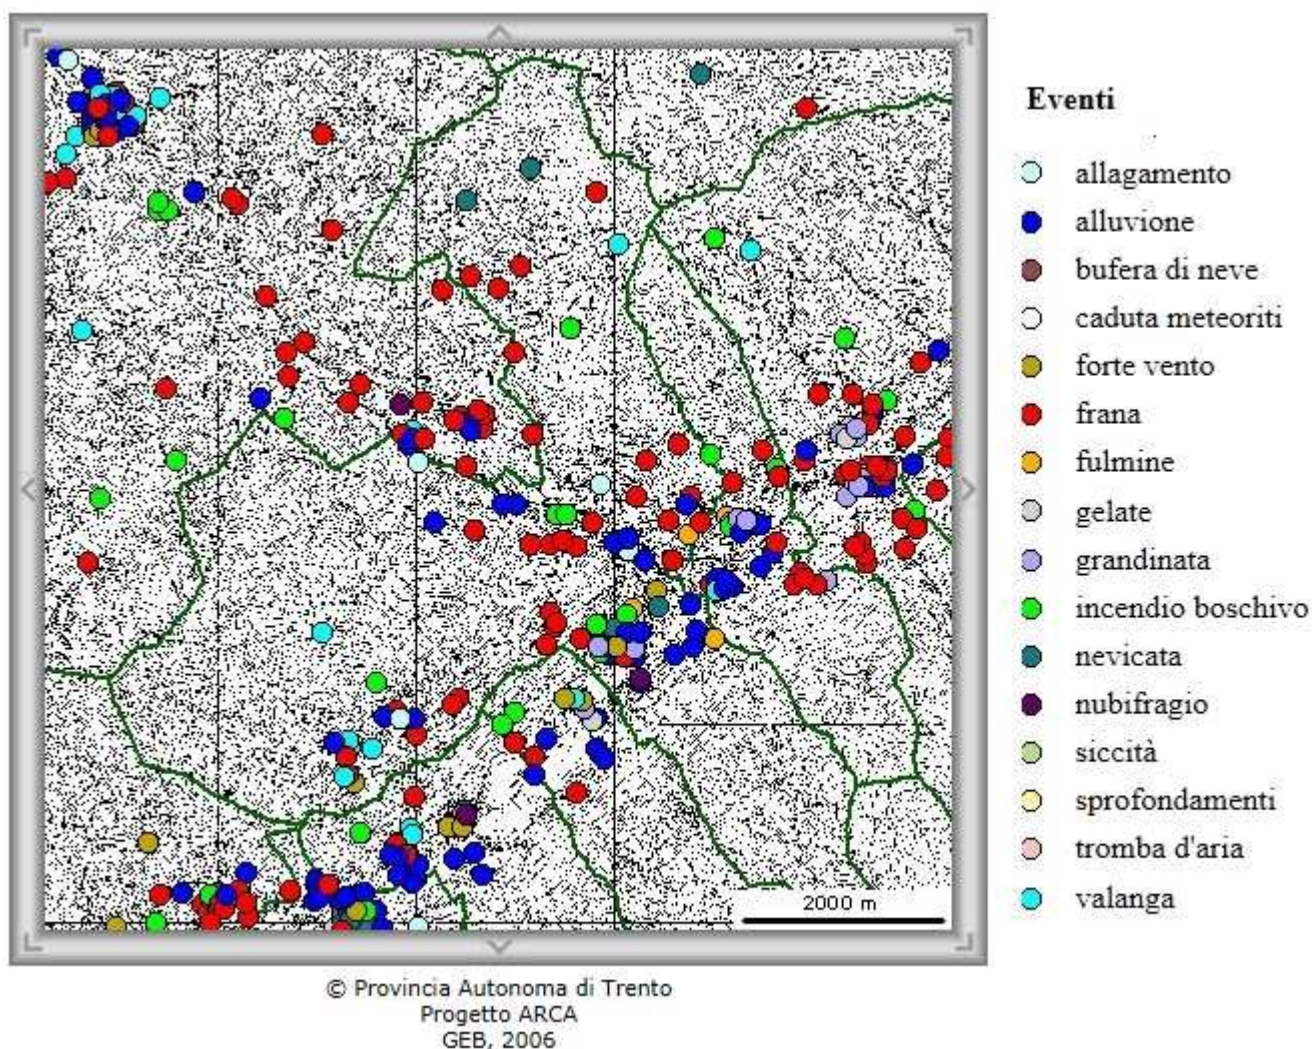 Eventi
allagamento
alluvione
bufera di neve
caduta meteoriti
forte vento
frana
fulmine
gelate
grandinata
incendio boschivo
nevicata
nubifragio
siccità
sprofondamenti
tromba d'aria
valanga
2000 m
© Provincia Autonoma di Trento
Progetto ARCA
GEB, 2006